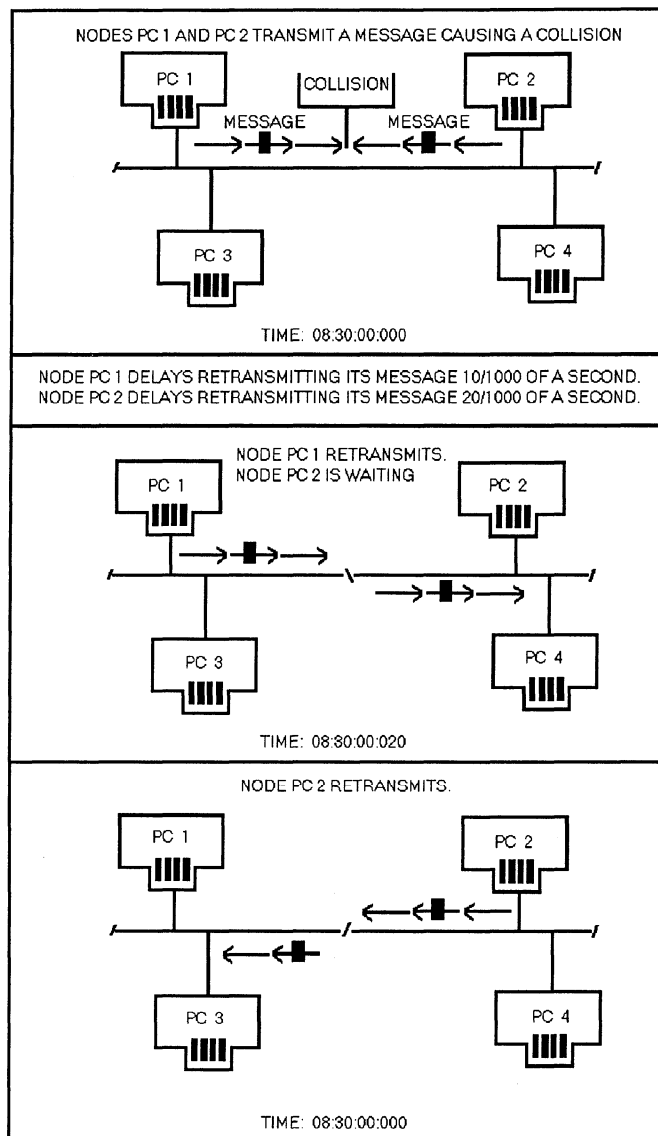 NODES PC 1 AND PC 2 TRANSMIT A MESSAGE CAUSING A COLLISION
PC 1
COLLISION
PC 2
MESSAGE
MESSAGE
PC 3
PC 4
TIME: 08:30:00:000
NODE PC 1 DELAYS RETRANSMITTING ITS MESSAGE 10/1000 OF A SECOND.
NODE PC 2 DELAYS RETRANSMITTING ITS MESSAGE 20/1000 OF A SECOND.
NODE PC 1 RETRANSMITS.
NODE PC 2 IS WAITING
PC 1
PC 2
PC 3
PC 4
TIME: 08:30:00:020
NODE PC 2 RETRANSMITS.
PC 1
PC 2
PC 3
PC 4
TIME: 08:30:00:000